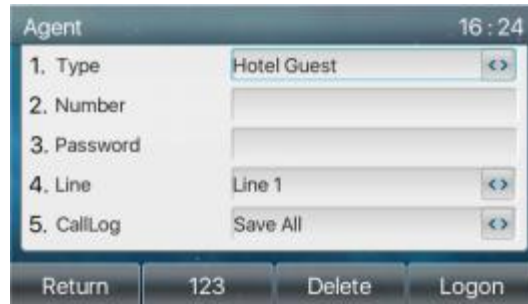 Agent 16:24
1. Type Hotel Guest
2. Number
3. Password
4. Line Line 1
5. CallLog Save All
Return 123 Delete Logon